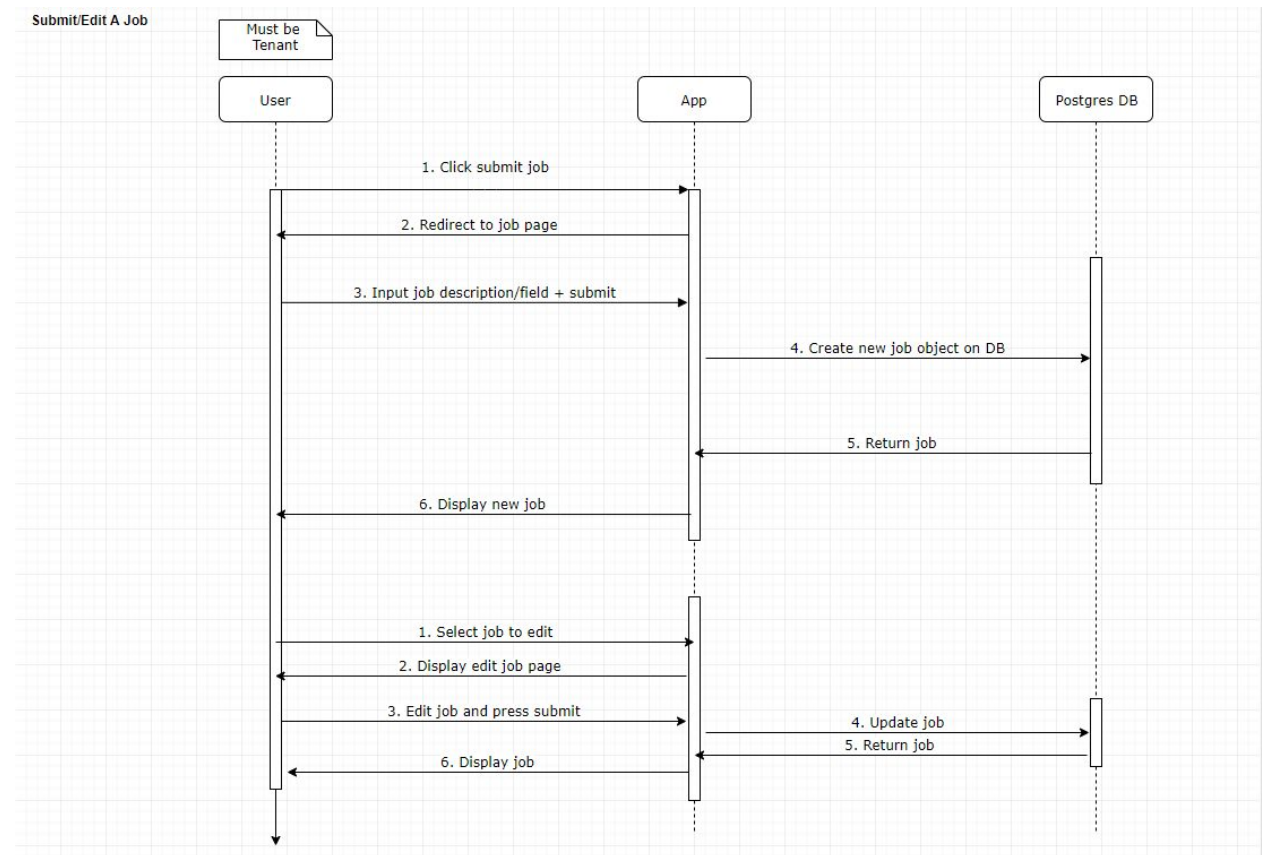 Submit/Edit A Job
Must be
Tenant
User
App
Postgres DB
1. Click submit job
2. Redirect to job page
3. Input job description/field + submit
4. Create new job object on DB
5. Return job
6. Display new job
1. Select job to edit
2. Display edit job page
3. Edit job and press submit
4. Update job
5. Return job
6. Display job